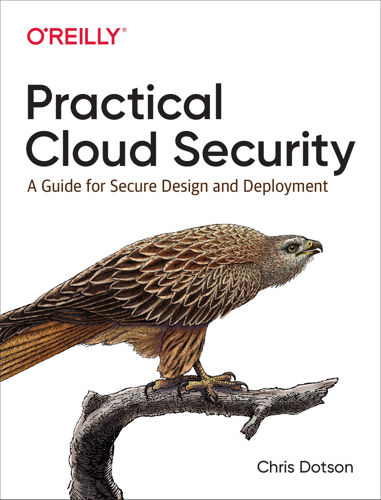 O'REILLY®
Practical
Cloud Security
A Guide for Secure Design and Deployment
Chris Dotson